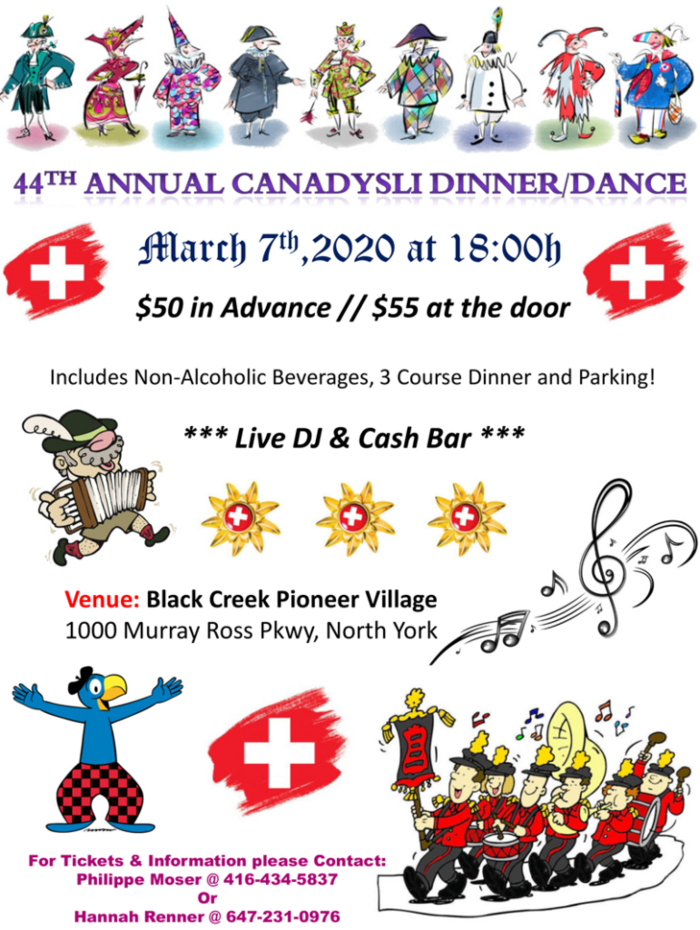 44TH ANNUAL CANADYSLI DINNER/DANCE
March 7th,2020 at 18:00h
$50 in Advance // $55 at the door
Includes Non-Alcoholic Beverages, 3 Course Dinner and Parking!
*** Live DJ & Cash Bar ***
Venue: Black Creek Pioneer Village
1000 Murray Ross Pkwy, North York
For Tickets & Information please Contact:
Philippe Moser @ 416-434-5837
Or
Hannah Renner @ 647-231-0976